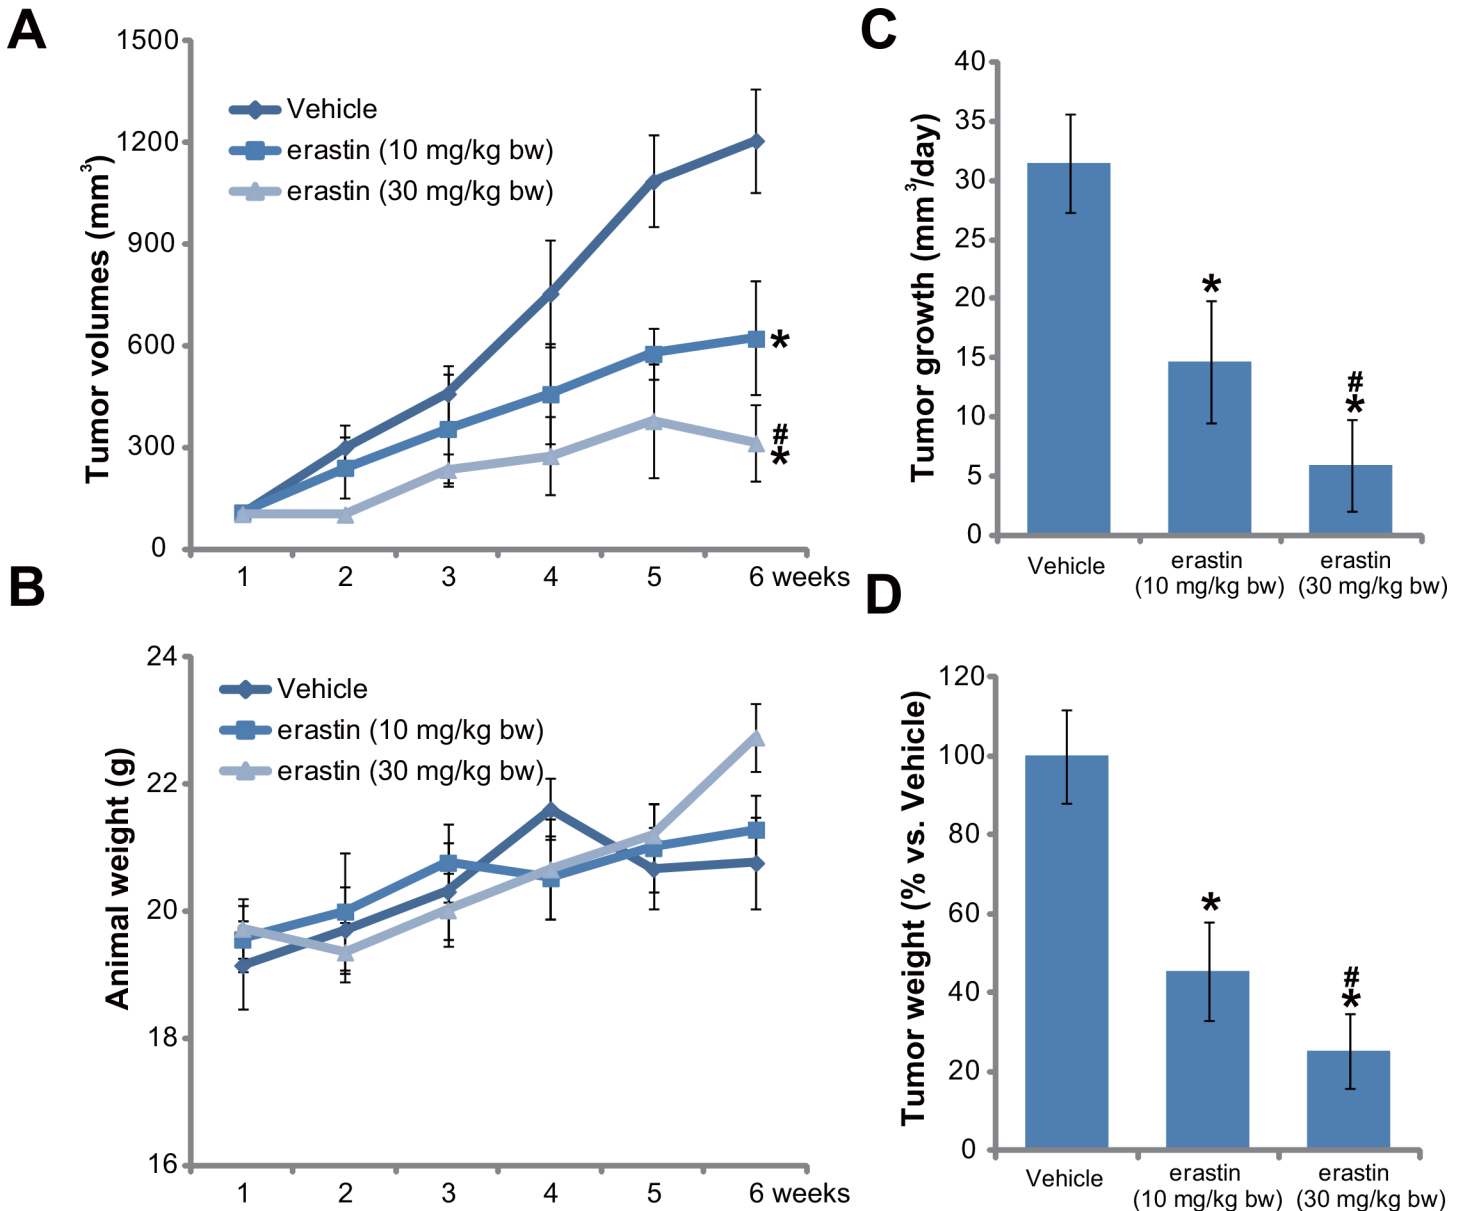 A
1500
1200
900
600
300
0
Tumor volumes (mm³)
Vehicle
erastin (10 mg/kg bw)
erastin (30 mg/kg bw)
*
#
*
1 2 3 4 5 6 weeks
B
24
22
20
18
16
Animal weight (g)
Vehicle
erastin (10 mg/kg bw)
erastin (30 mg/kg bw)
1 2 3 4 5 6 weeks
C
40
35
30
25
20
15
10
5
0
Tumor growth (mm³/day)
*
#
*
Vehicle
erastin
(10 mg/kg bw)
erastin
(30 mg/kg bw)
D
120
100
80
60
40
20
0
Tumor weight (% vs. Vehicle)
*
#
*
Vehicle
erastin
(10 mg/kg bw)
erastin
(30 mg/kg bw)